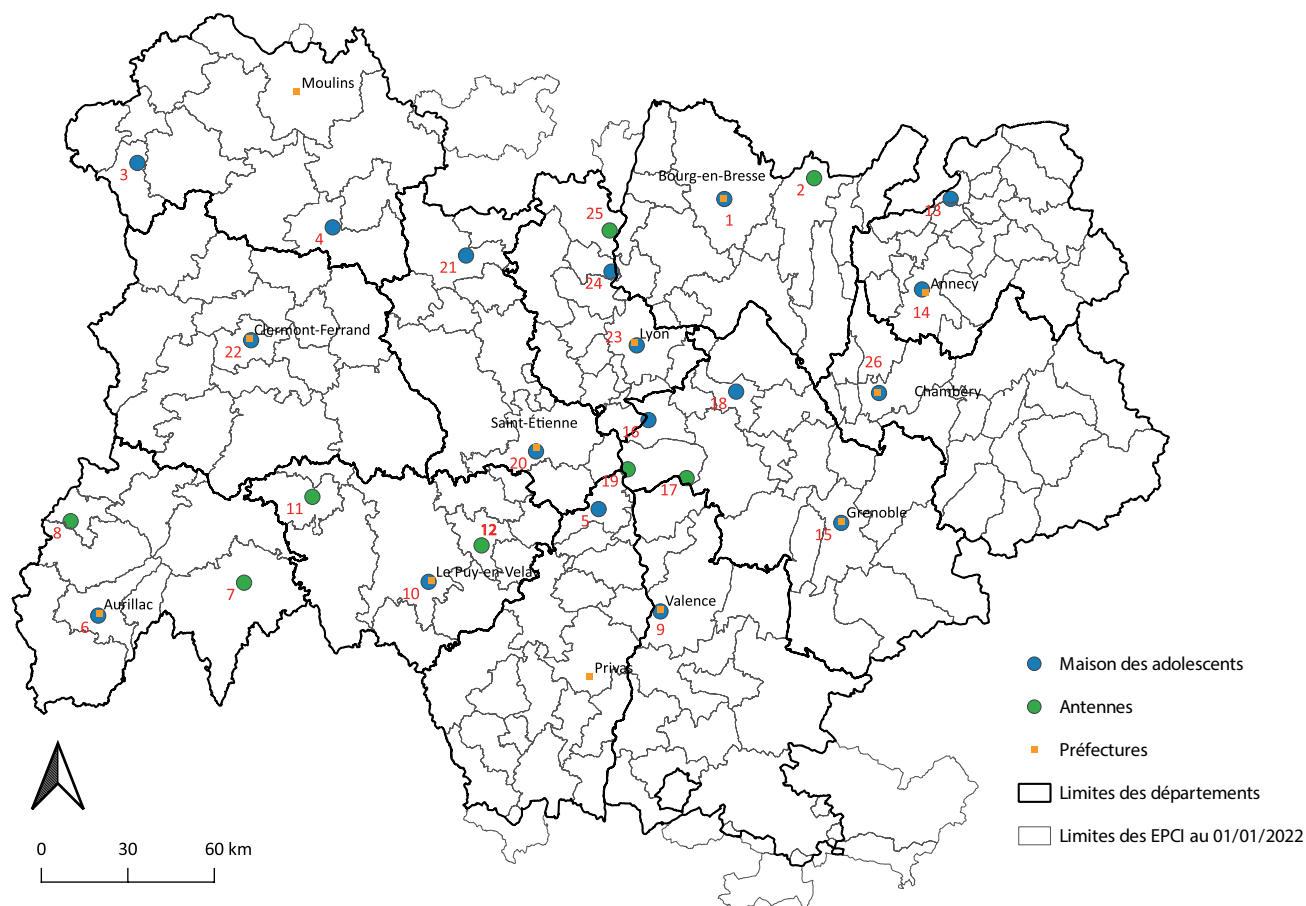 Moulins
3
Bourg-en-Bresse
2
1
13
25
4
21
24
Annecy
14
Clermont-Ferrand
22
23
Lyon
26
Chambéry
18
16
Saint-Étienne
20
19
17
11
5
8
12
Grenoble
15
Le Puy-en-Velay
10
7
Aurillac
6
Valence
9
Privas
Maison des adolescents
Antennes
Préfectures
Limites des départements
Limites des EPCI au 01/01/2022
0 30 60 km